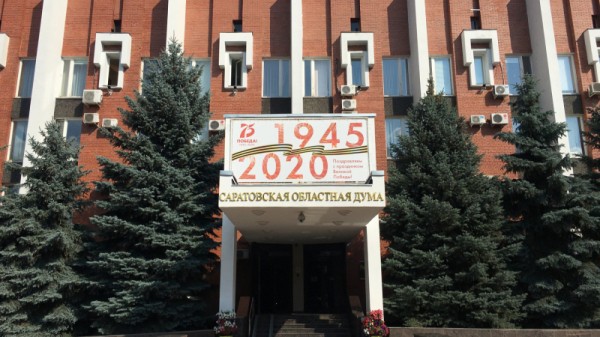 75
ПОБЕДА!
1945
2020
Поздравляем
с праздником
Великой
Победы!
САРАТОВСКАЯ ОБЛАСТНАЯ ДУМА